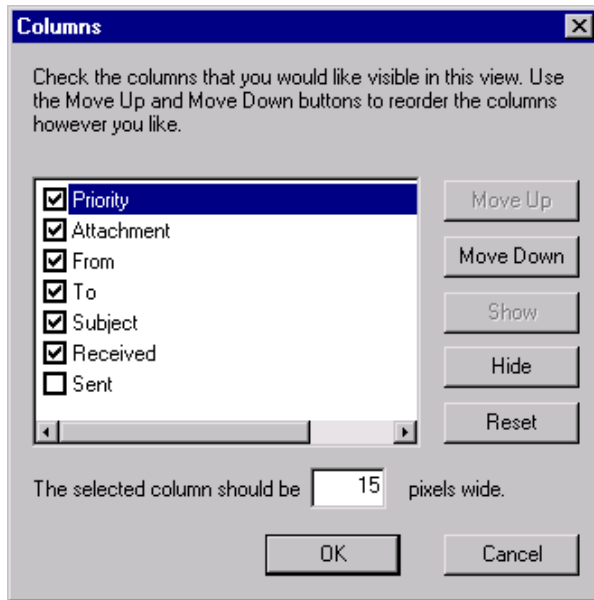 Columns
Check the columns that you would like visible in this view. Use
the Move Up and Move Down buttons to reorder the columns
however you like.
Priority
Attachment
From
To
Subject
Received
Sent
Move Up
Move Down
Show
Hide
Reset
The selected column should be 15 pixels wide.
OK
Cancel